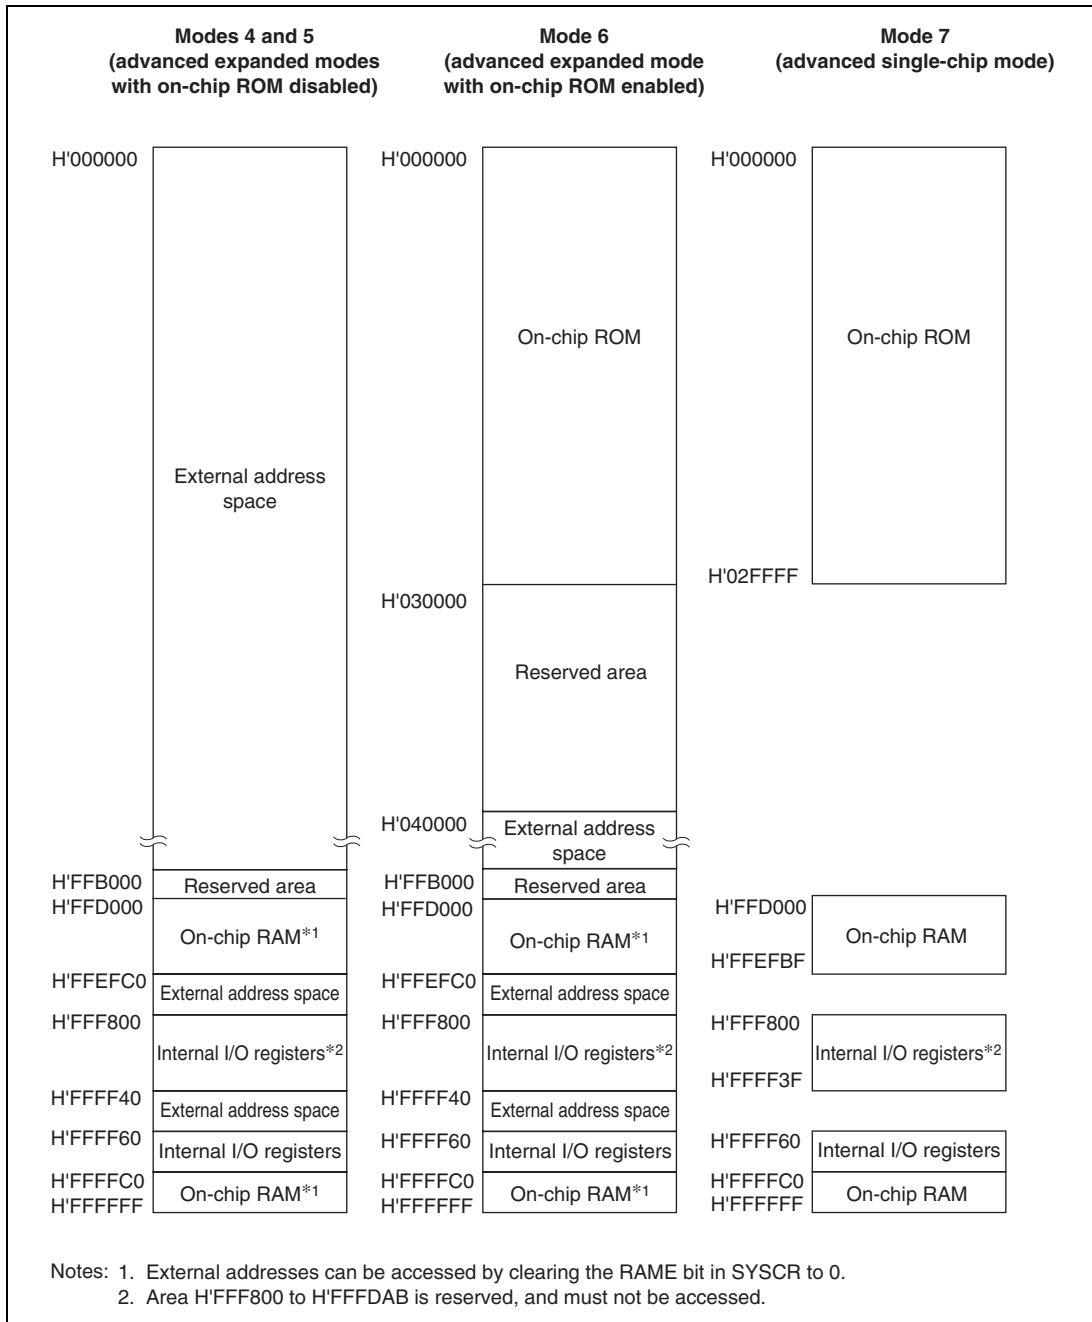 Modes 4 and 5
(advanced expanded modes
with on-chip ROM disabled)
H'000000
External address
space
H'FFB000
Reserved area
H'FFD000
On-chip RAM*1
H'FFEFC0
External address space
H'FFF800
Internal I/O registers*2
H'FFFF40
External address space
H'FFFF60
Internal I/O registers
H'FFFFC0
On-chip RAM*1
H'FFFFFF
Mode 6
(advanced expanded mode
with on-chip ROM enabled)
H'000000
On-chip ROM
H'030000
Reserved area
H'040000
External address
space
H'FFB000
Reserved area
H'FFD000
On-chip RAM*1
H'FFEFC0
External address space
H'FFF800
Internal I/O registers*2
H'FFFF40
External address space
H'FFFF60
Internal I/O registers
H'FFFFC0
On-chip RAM*1
H'FFFFFF
Mode 7
(advanced single-chip mode)
H'000000
On-chip ROM
H'02FFFF
H'FFD000
On-chip RAM
H'FFEFBF
H'FFF800
Internal I/O registers*2
H'FFFF3F
H'FFFF60
Internal I/O registers
H'FFFFC0
On-chip RAM
H'FFFFFF
Notes: 1. External addresses can be accessed by clearing the RAME bit in SYSCR to 0.
2. Area H'FFF800 to H'FFFDAB is reserved, and must not be accessed.